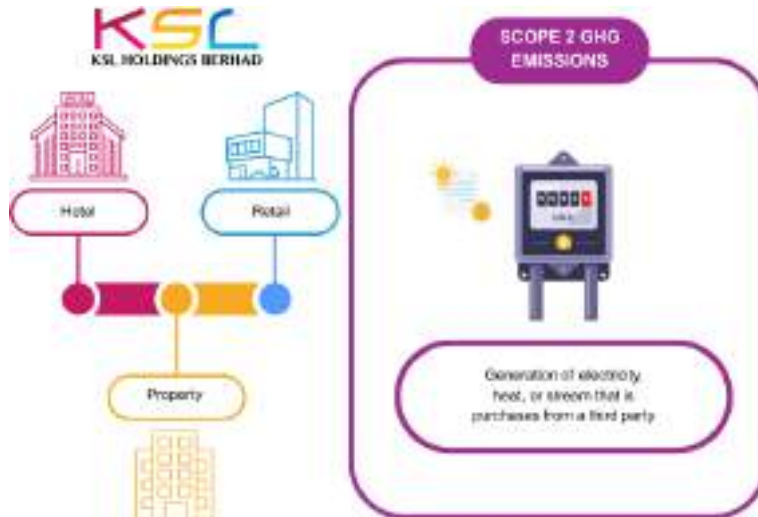 KSL
KSL HOLDINGS BERHAD
SCOPE 2 GHG
EMISSIONS
Hotel
Retail
Property
Generation of electricity
heat, or stream that is
purchases from a third party